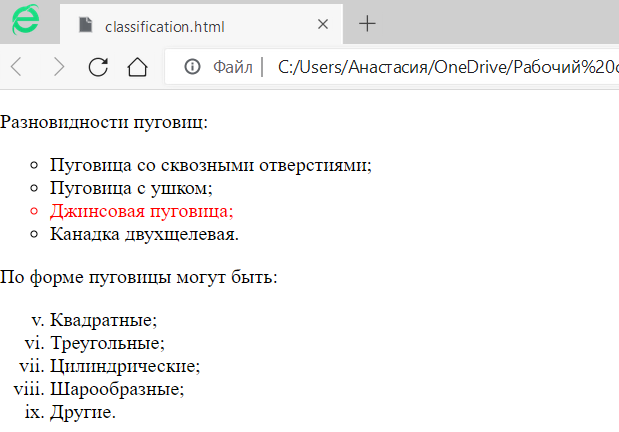 classification.html
Файл C:/Users/Анастасия/OneDrive/Рабочий%20
Разновидности пуговиц:
Пуговица со сквозными отверстиями;
Пуговица с ушком;
Джинсовая пуговица;
Канадка двухщелевая.
По форме пуговицы могут быть:
v. Квадратные;
vi. Треугольные;
vii. Цилиндрические;
viii. Шарообразные;
ix. Другие.